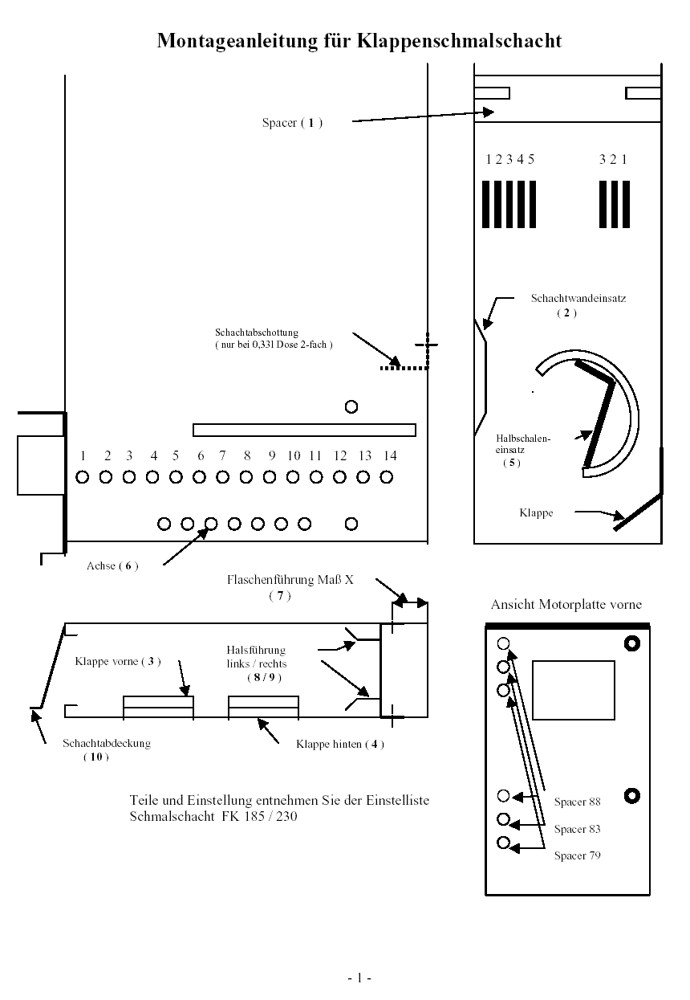 Montageanleitung für Klappenschmalschacht
Spacer ( 1 )
1 2 3 4 5
3 2 1
Schachtwandeinsatz
( 2 )
Schachtabschottung
( nur bei 0,33l Dose 2-fach )
Halbschalen-
einsatz
( 5 )
1 2 3 4 5 6 7 8 9 10 11 12 13 14
Klappe
Achse ( 6 )
Flaschenführung Maß X
( 7 )
Ansicht Motorplatte vorne
Klappe vorne ( 3 )
Halsführung
links / rechts
( 8 / 9 )
Schachtabdeckung
( 10 )
Klappe hinten ( 4 )
Teile und Einstellung entnehmen Sie der Einstelliste
Schmalschacht FK 185 / 230
Spacer 88
Spacer 83
Spacer 79
- 1 -